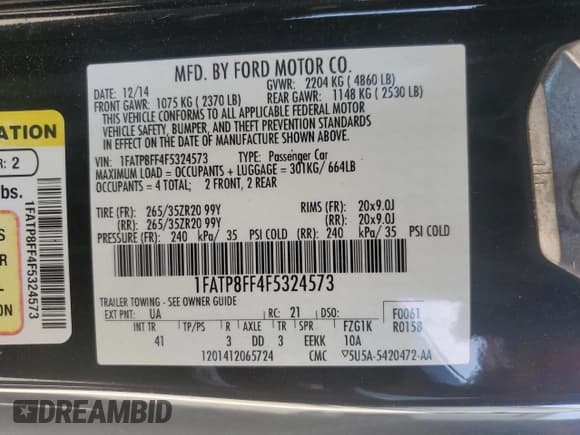 MFD. BY FORD MOTOR CO.
12/14 GVWR: 2204 KG ( 4860 LB)
FRONT GAWR: 1075 KG ( 2370 LB) REAR GAWR: 1148 KG ( 2530 LB)
THIS VEHICLE CONFORMS TO ALL APPLICABLE FEDERAL MOTOR
VEHICLE SAFETY, BUMPER, AND THEFT PREVENTION STANDARDS
IN EFFECT ON THE DATE OF MANUFACTURE SHOWN ABOVE.
VIN: 1FATP8FF4F5324573 TYPE: Passenger Car
MAXIMUM LOAD = OCCUPANTS + LUGGAGE = 301KG/ 664LB
OCCUPANTS = 4 TOTAL; 2 FRONT, 2 REAR
TIRE (FR): 265/35ZR20 99Y RIMS (FR): 20x9.0J
(RR): 265/35ZR20 99Y (RR): 20x9.0J
PRESSURE (FR): 240 kPa/ 35 PSI COLD (RR): 240 kPa/ 35 PSI COLD
1FATP8FF4F5324573
TRAILER TOWING - SEE OWNER GUIDE
EXT PNT: UA RC: 21 DSO: F0061
INT TR TP/PS R AXLE TR SPR FZG1K R0158
41 3 DD 3 EEKK 10A
1201412065724 CMC ▽5U5A-5420472-AA
ATION
R: 2
lbs.
S
L
1FATP8FF4F5324573
DREAMBID